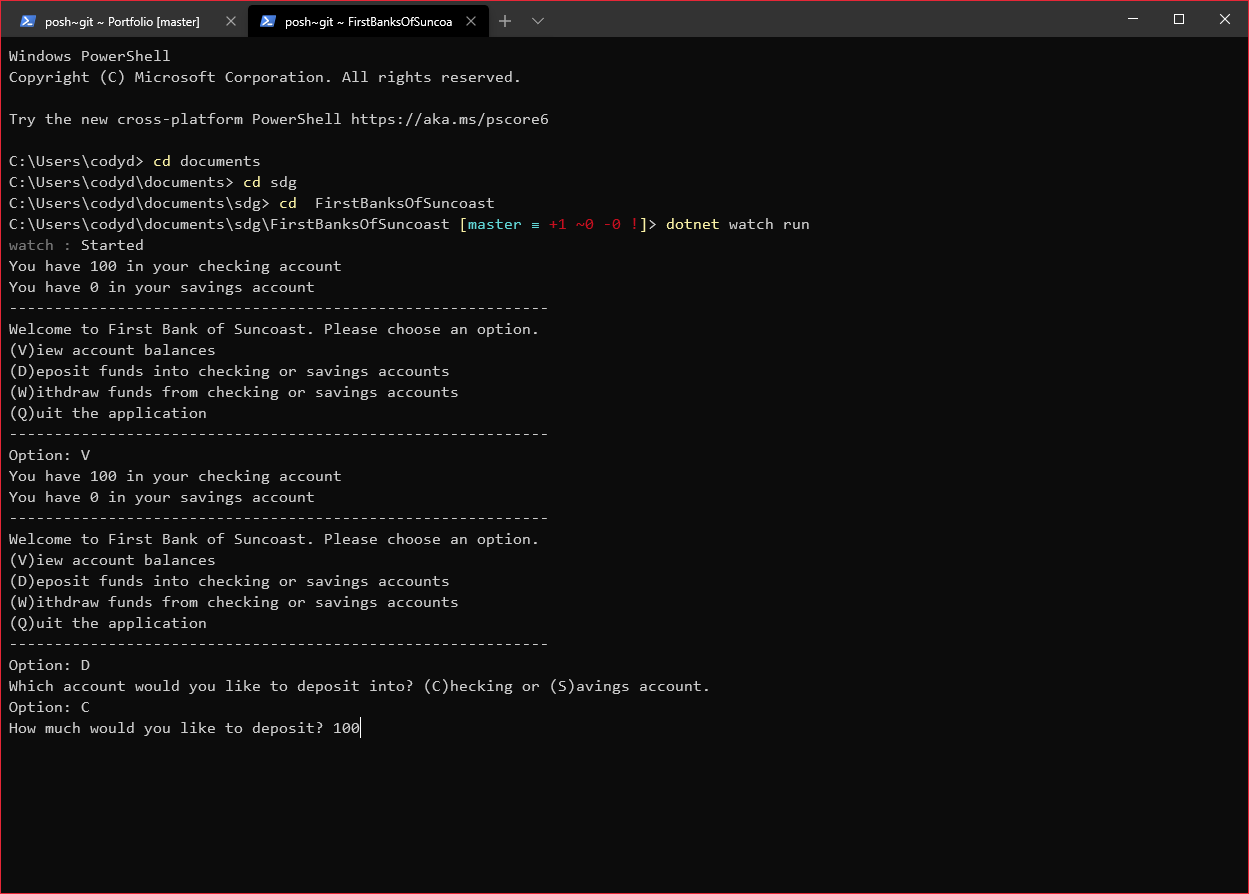 posh~git ~ Portfolio [master]
posh~git ~ FirstBanksOfSuncoa
Windows PowerShell
Copyright (C) Microsoft Corporation. All rights reserved.
Try the new cross-platform PowerShell https://aka.ms/pscore6
C:\Users\codyd> cd documents
C:\Users\codyd\documents> cd sdg
C:\Users\codyd\documents\sdg> cd  FirstBanksOfSuncoast
C:\Users\codyd\documents\sdg\FirstBanksOfSuncoast [master ≡ +1 ~0 -0 !]> dotnet watch run
watch : Started
You have 100 in your checking account
You have 0 in your savings account
------------------------------------------------------------
Welcome to First Bank of Suncoast. Please choose an option.
(V)iew account balances
(D)eposit funds into checking or savings accounts
(W)ithdraw funds from checking or savings accounts
(Q)uit the application
------------------------------------------------------------
Option: V
You have 100 in your checking account
You have 0 in your savings account
------------------------------------------------------------
Welcome to First Bank of Suncoast. Please choose an option.
(V)iew account balances
(D)eposit funds into checking or savings accounts
(W)ithdraw funds from checking or savings accounts
(Q)uit the application
------------------------------------------------------------
Option: D
Which account would you like to deposit into? (C)hecking or (S)avings account.
Option: C
How much would you like to deposit? 100